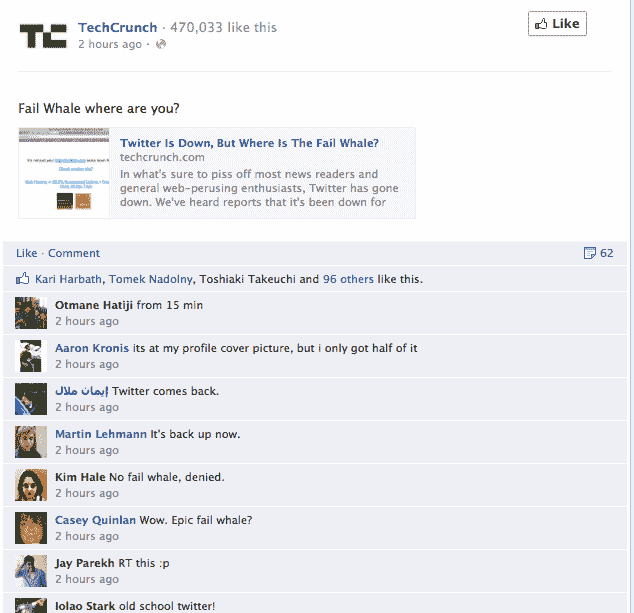 TC
TechCrunch · 470,033 like this
2 hours ago ·
Like
Fail Whale where are you?
Twitter Is Down, But Where Is The Fail Whale?
techcrunch.com
In what's sure to piss off most news readers and
general web-perusing enthusiasts, Twitter has gone
down. We've heard reports that it's been down for
Like · Comment
62
Kari Harbath, Tomek Nadolny, Toshiaki Takeuchi and 96 others like this.
Otmane Hatiji from 15 min
2 hours ago
Aaron Kronis its at my profile cover picture, but i only got half of it
2 hours ago
إيمان ملال Twitter comes back.
2 hours ago
Martin Lehmann It's back up now.
2 hours ago
Kim Hale No fail whale, denied.
2 hours ago
Casey Quinlan Wow. Epic fail whale?
2 hours ago
Jay Parekh RT this :p
2 hours ago
Iolao Stark old school twitter!